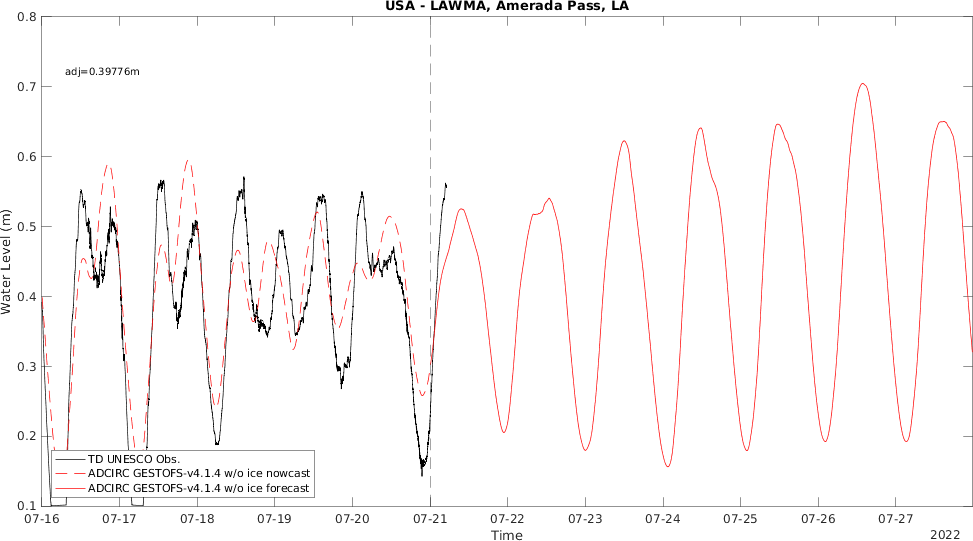 USA - LAWMA, Amerada Pass, LA
0.8
adj=0.39776m
0.7
0.6
0.5
Water Level (m)
0.4
0.3
0.2
TD UNESCO Obs.
ADCIRC GESTOFS-v4.1.4 w/o ice nowcast
ADCIRC GESTOFS-v4.1.4 w/o ice forecast
0.1
07-16 07-17 07-18 07-19 07-20 07-21 07-22 07-23 07-24 07-25 07-26 07-27
Time
2022